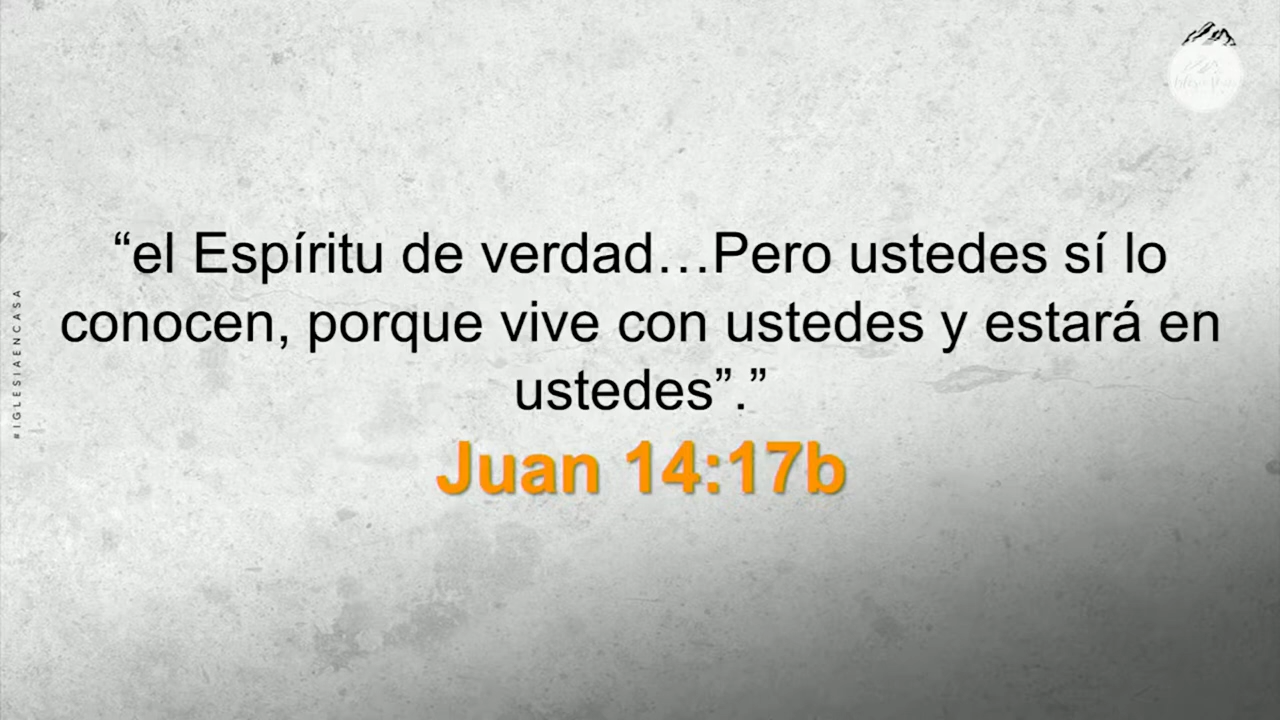 “el Espíritu de verdad…Pero ustedes sí lo
conocen, porque vive con ustedes y estará en
ustedes”.”
Juan 14:17b
#IGLESIAENCASA